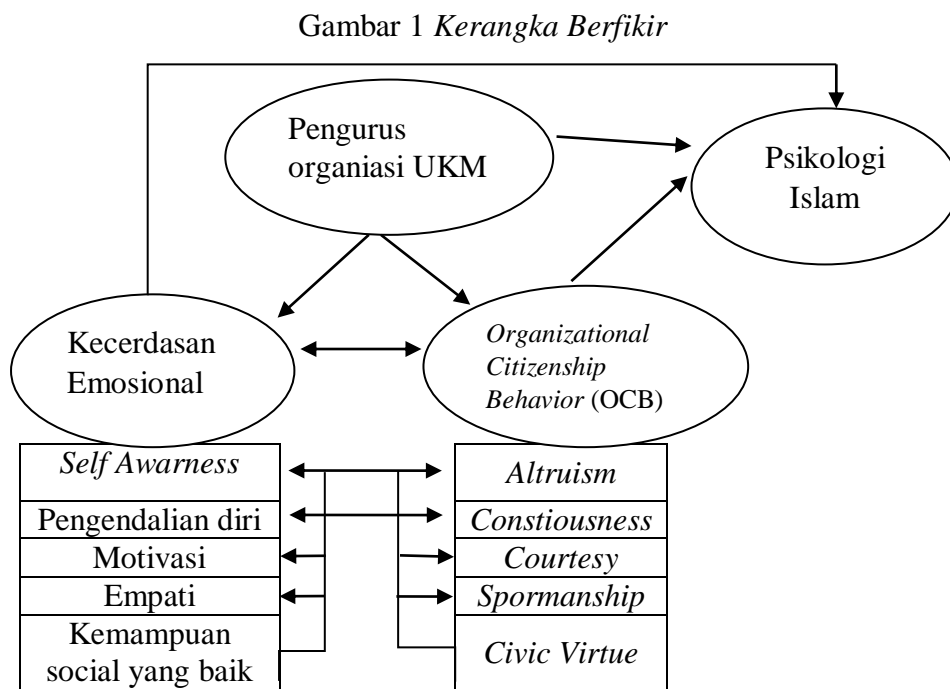 Gambar 1 Kerangka Berfikir
Pengurus
organiasi UKM
Psikologi
Islam
Kecerdasan
Emosional
Organizational
Citizenship
Behavior (OCB)
Self Awarness
Altruism
Pengendalian diri
Constiousness
Motivasi
Courtesy
Empati
Spormanship
Kemampuan
social yang baik
Civic Virtue